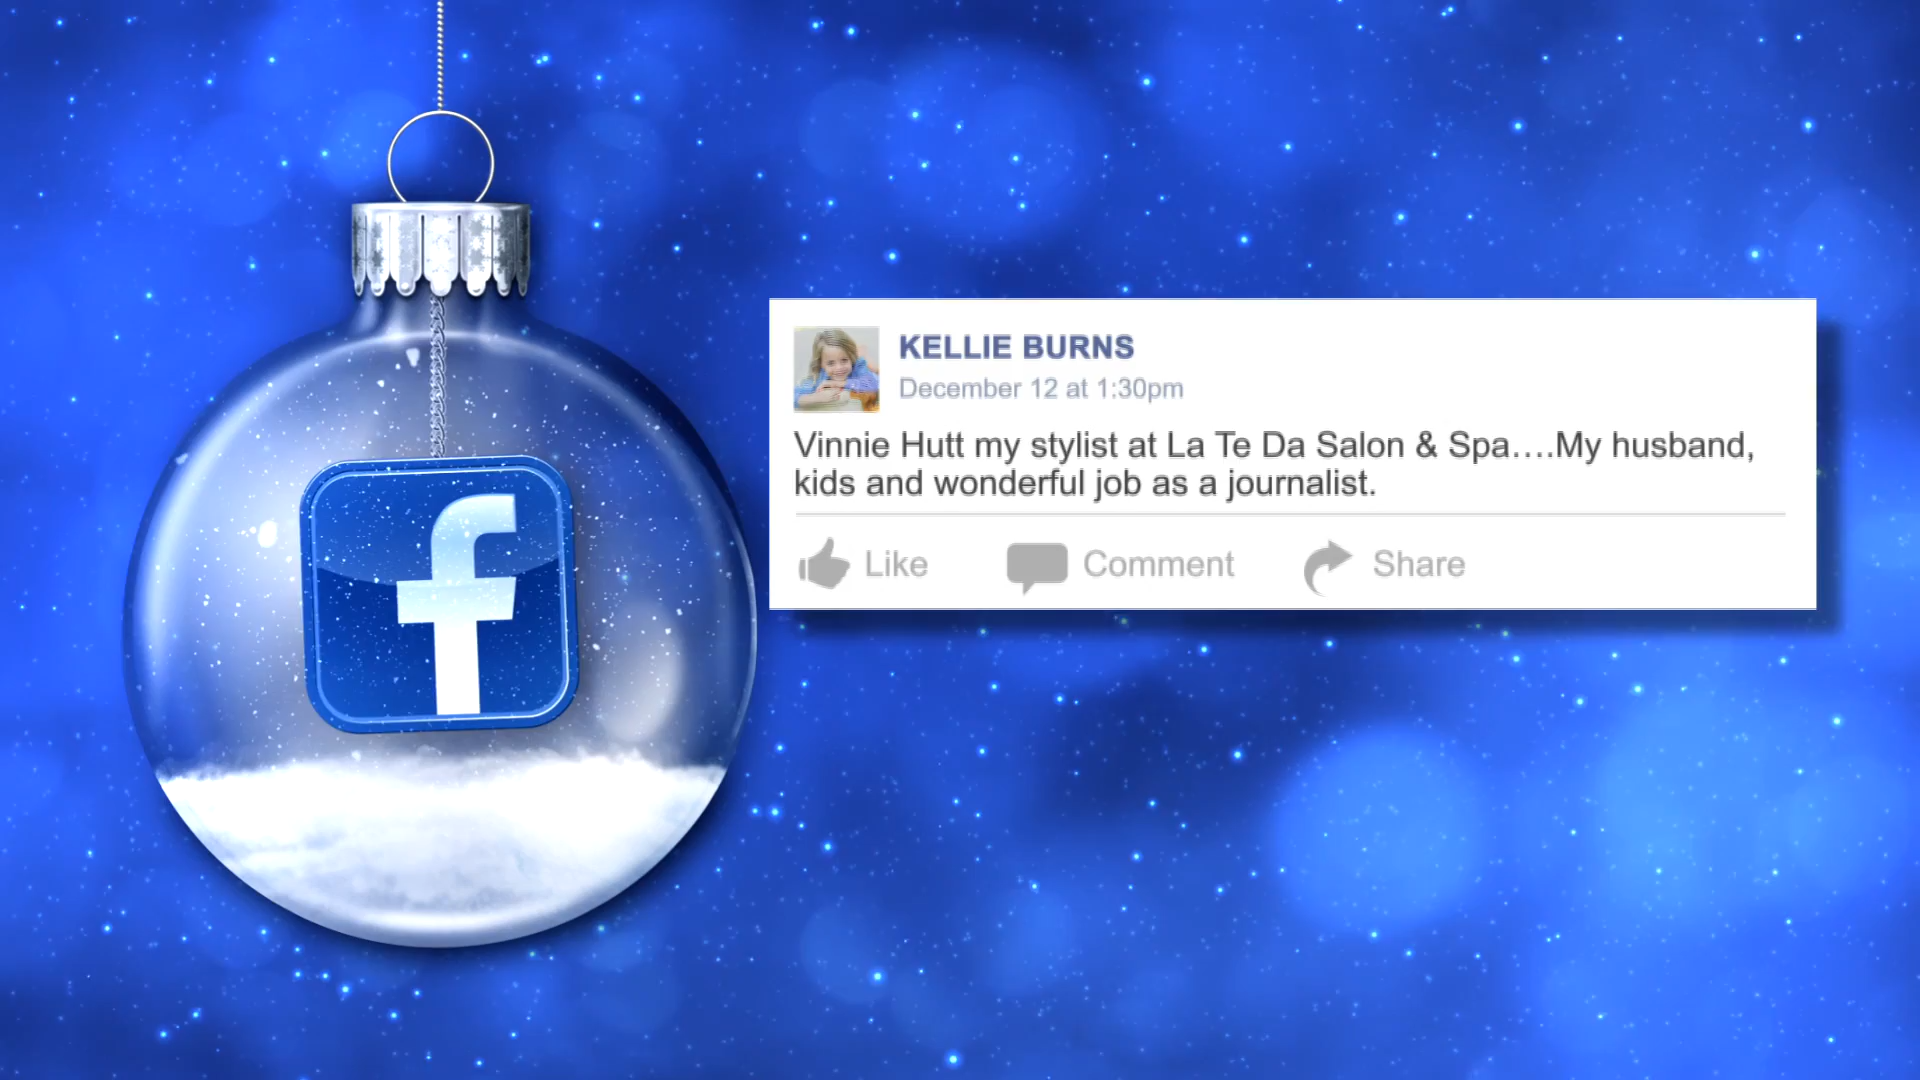 f
KELLIE BURNS
December 12 at 1:30pm
Vinnie Hutt my stylist at La Te Da Salon & Spa….My husband,
kids and wonderful job as a journalist.
Like Comment Share